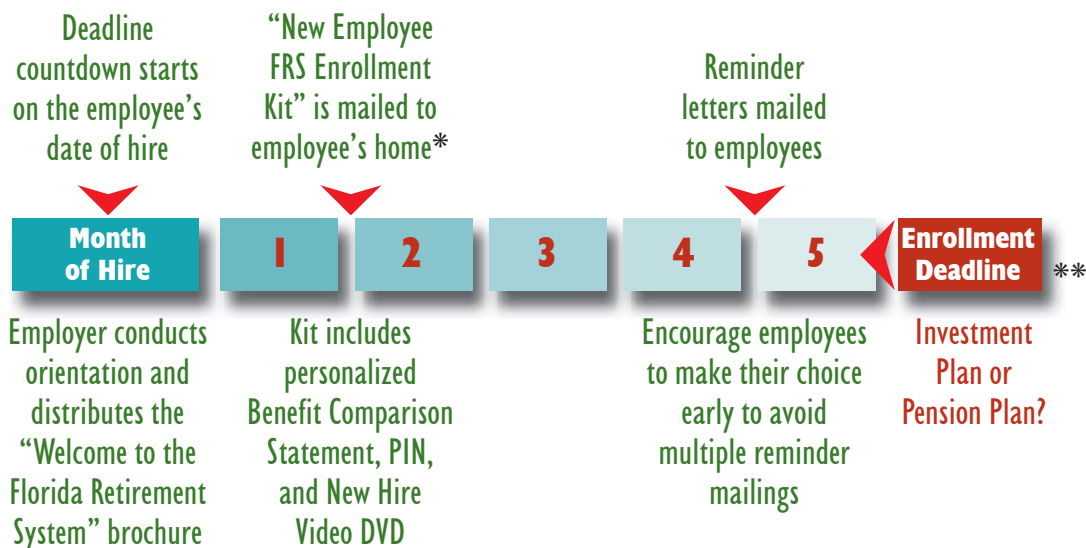 Deadline
countdown starts
on the employee’s
date of hire
“New Employee
FRS Enrollment
Kit” is mailed to
employee’s home*
Reminder
letters mailed
to employees
Month
of Hire
1
2
3
4
5
Enrollment
Deadline
**
Employer conducts
orientation and
distributes the
“Welcome to the
Florida Retirement
System” brochure
Kit includes
personalized
Benefit Comparison
Statement, PIN,
and New Hire
Video DVD
Encourage employees
to make their choice
early to avoid
multiple reminder
mailings
Investment
Plan or
Pension Plan?